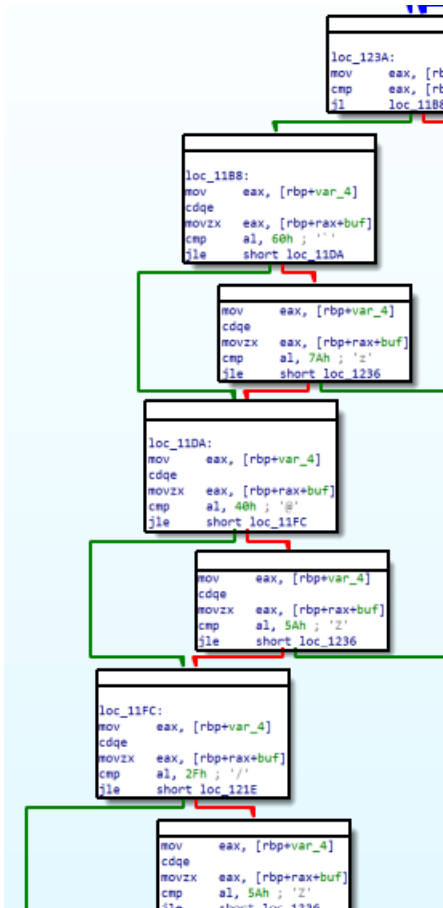 loc_123A:
mov eax, [rb
cmp eax, [rb
jl loc_11B8
loc_11B8:
mov eax, [rbp+var_4]
cdqe
movzx eax, [rbp+rax+buf]
cmp al, 60h ; '`'
jle short loc_11DA
mov eax, [rbp+var_4]
cdqe
movzx eax, [rbp+rax+buf]
cmp al, 7Ah ; 'z'
jle short loc_1236
loc_11DA:
mov eax, [rbp+var_4]
cdqe
movzx eax, [rbp+rax+buf]
cmp al, 40h ; '@'
jle short loc_11FC
mov eax, [rbp+var_4]
cdqe
movzx eax, [rbp+rax+buf]
cmp al, 5Ah ; 'Z'
jle short loc_1236
loc_11FC:
mov eax, [rbp+var_4]
cdqe
movzx eax, [rbp+rax+buf]
cmp al, 2Fh ; '/'
jle short loc_121E
mov eax, [rbp+var_4]
cdqe
movzx eax, [rbp+rax+buf]
cmp al, 5Ah ; 'Z'
jle short loc_1236